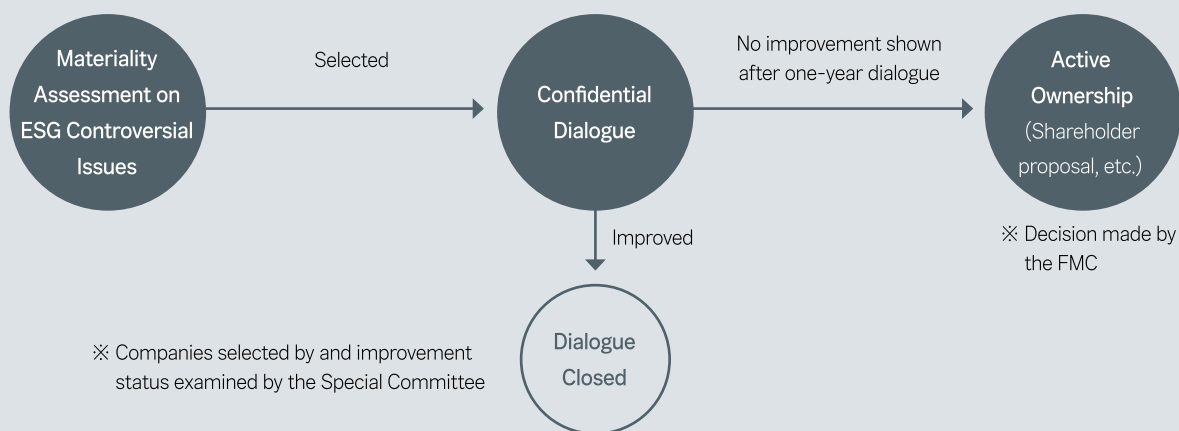 Materiality
Assessment on
ESG Controversial
Issues
Selected
Confidential
Dialogue
No improvement shown
after one-year dialogue
Active
Ownership
(Shareholder
proposal, etc.)
※ Decision made by
the FMC
Improved
Dialogue
Closed
※ Companies selected by and improvement
status examined by the Special Committee